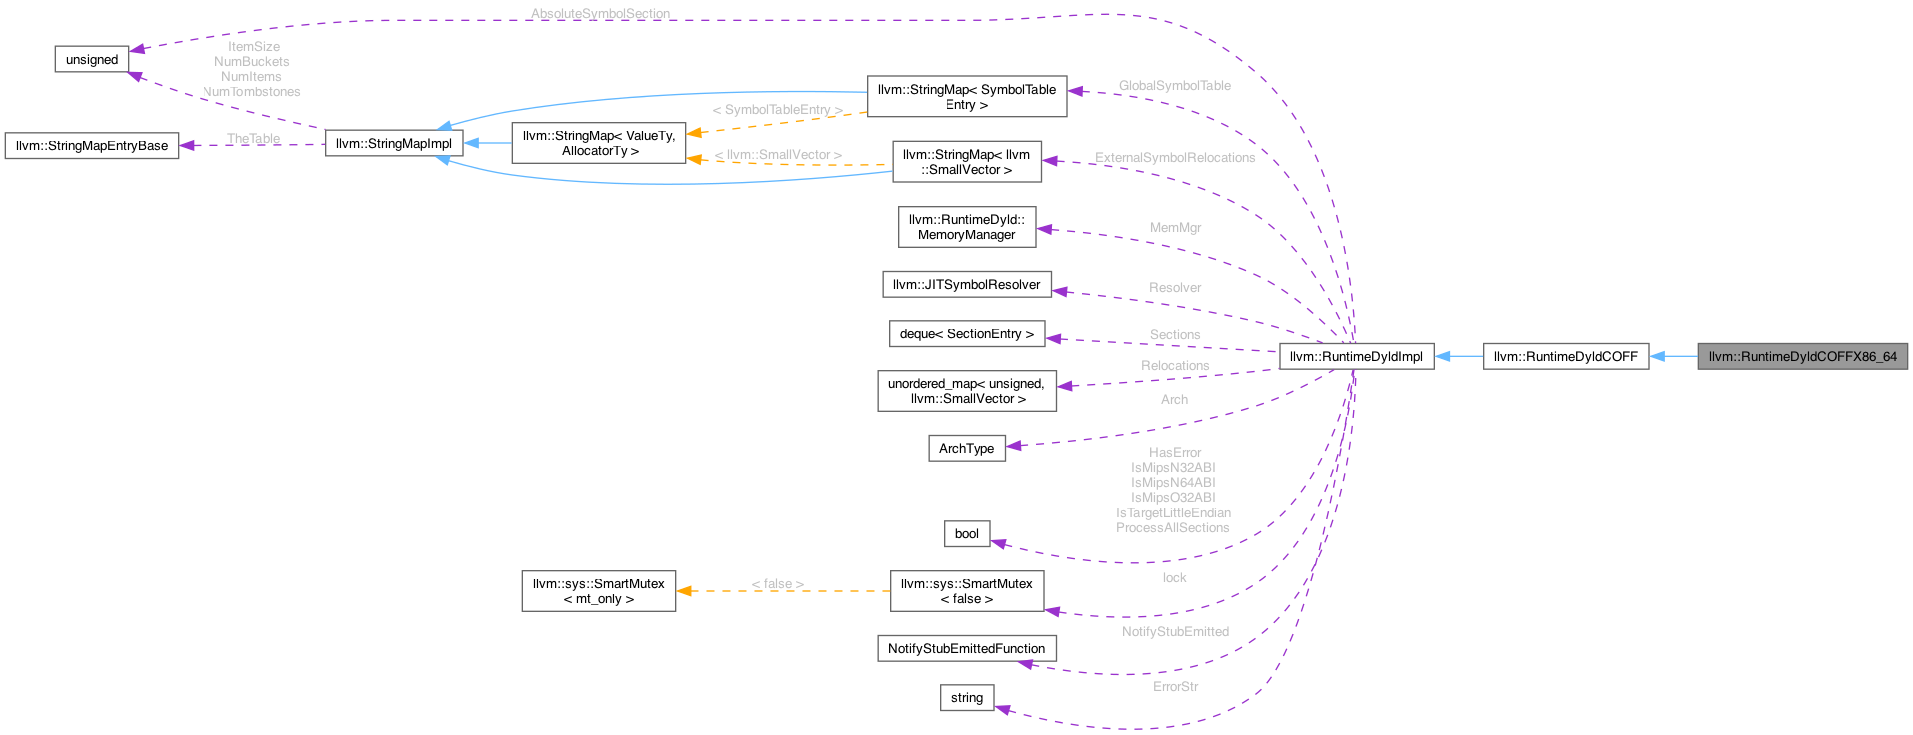 AbsoluteSymbolSection
unsigned
ItemSize
NumBuckets
NumItems
NumTombstones
llvm::StringMap< SymbolTable
Entry >
GlobalSymbolTable
< SymbolTableEntry >
llvm::StringMapEntryBase
TheTable
llvm::StringMapImpl
llvm::StringMap< ValueTy,
AllocatorTy >
< llvm::SmallVector >
llvm::StringMap< llvm
::SmallVector >
ExternalSymbolRelocations
llvm::RuntimeDyld::
MemoryManager
MemMgr
llvm::JITSymbolResolver
Resolver
deque< SectionEntry >
Sections
llvm::RuntimeDyldImpl
llvm::RuntimeDyldCOFF
llvm::RuntimeDyldCOFFX86_64
unordered_map< unsigned,
llvm::SmallVector >
Relocations
Arch
ArchType
HasError
IsMipsN32ABI
IsMipsN64ABI
IsMipsO32ABI
IsTargetLittleEndian
ProcessAllSections
bool
llvm::sys::SmartMutex
< mt_only >
< false >
llvm::sys::SmartMutex
< false >
lock
NotifyStubEmittedFunction
NotifyStubEmitted
string
ErrorStr